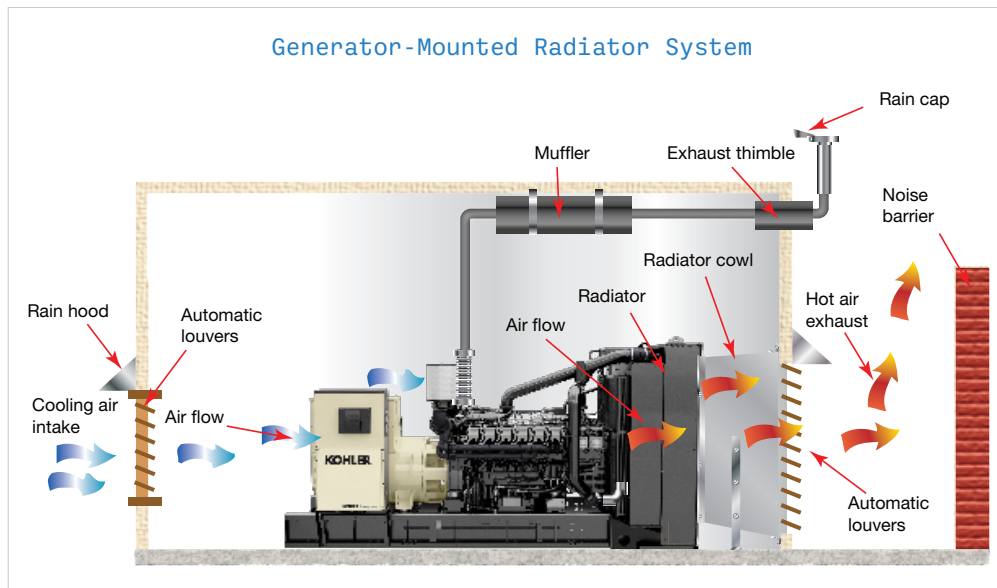 Generator-Mounted Radiator System
Rain cap
Muffler
Exhaust thimble
Noise
barrier
Radiator cowl
Radiator
Hot air
exhaust
Air flow
Rain hood
Automatic
louvers
Cooling air
intake
Air flow
KOHLER
Automatic
louvers